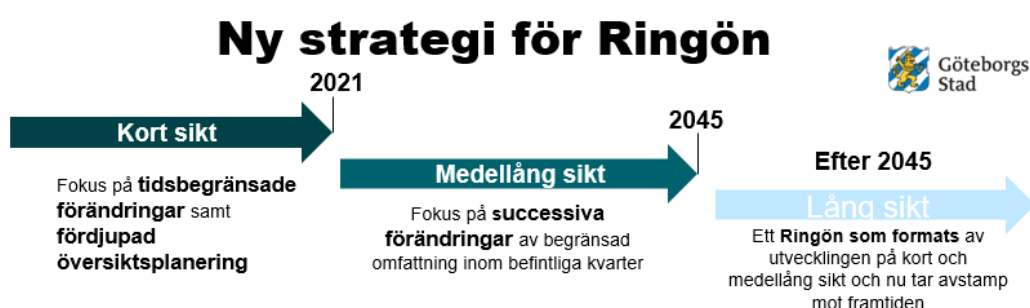 Ny strategi för Ringön
Göteborgs
Stad
2021
Kort sikt
Fokus på tidsbegränsade
förändringar samt
fördjupad
översiktsplanering
2045
Medellång sikt
Fokus på successiva
förändringar av begränsad
omfattning inom befintliga kvarter
Efter 2045
Lång sikt
Ett Ringön som formats av
utvecklingen på kort och
medellång sikt och nu tar avstamp
mot framtiden